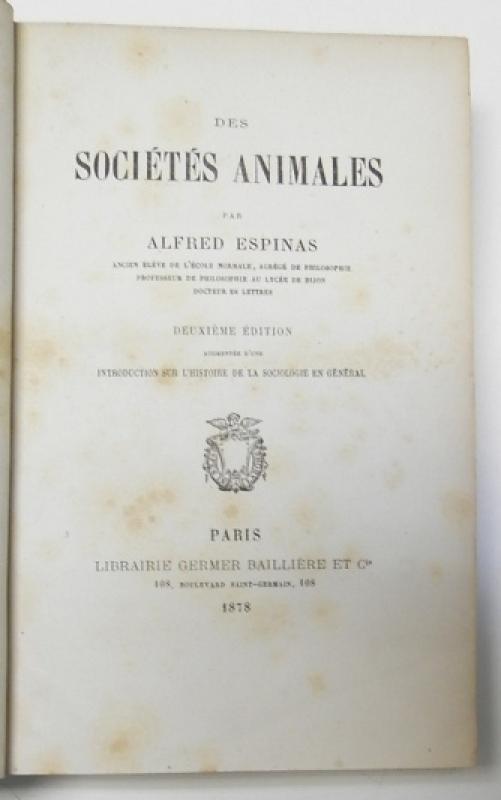 DES
SOCIÉTÉS ANIMALES
PAR
ALFRED ESPINAS
ANCIEN ÉLÈVE DE L'ÉCOLE NORMALE, AGRÉGÉ DE PHILOSOPHIE
PROFESSEUR DE PHILOSOPHIE AU LYCÉE DE DIJON
DOCTEUR ES LETTRES
DEUXIÈME ÉDITION
AUGMENTÉE D'UNE
INTRODUCTION SUR L'HISTOIRE DE LA SOCIOLOGIE EN GÉNÉRAL
PARIS
LIBRAIRIE GERMER BAILLIÈRE ET Cie
108, BOULEVARD SAINT-GERMAIN, 108
1878